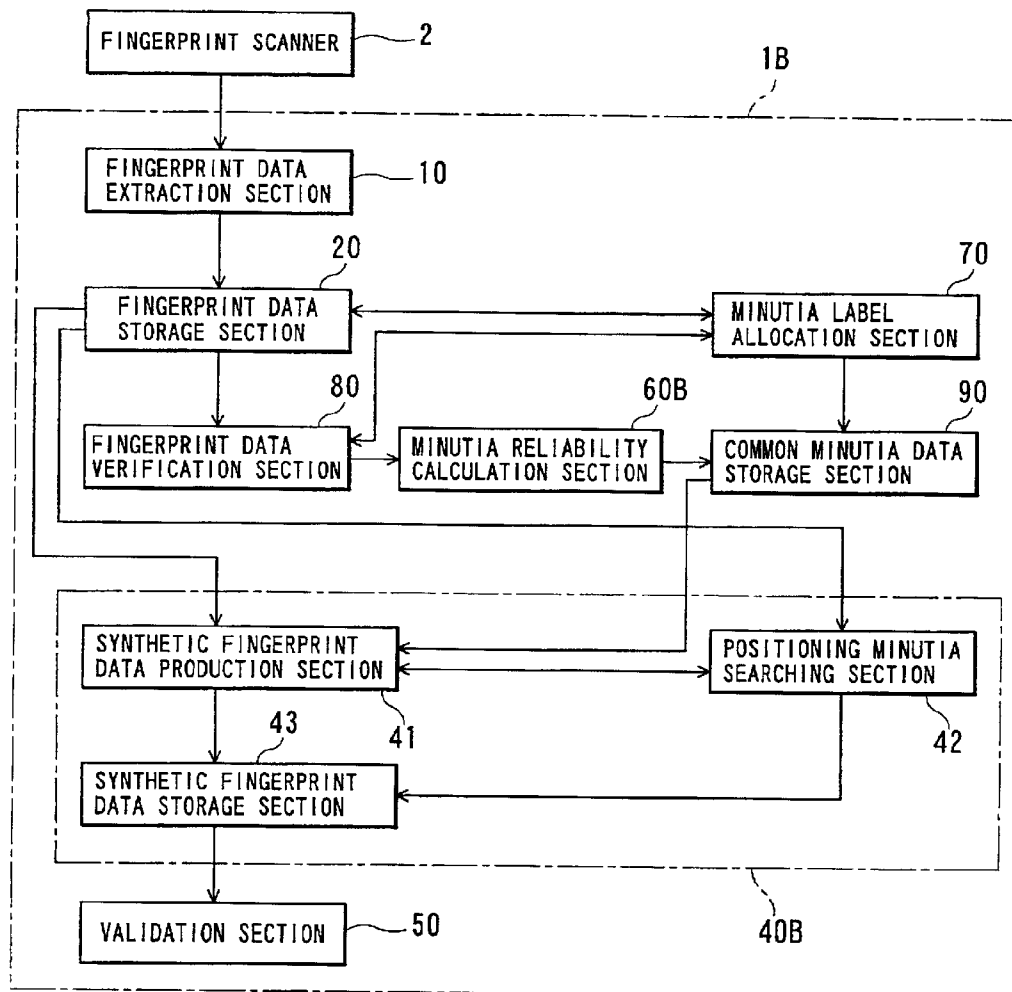 FINGERPRINT SCANNER
2
1B
FINGERPRINT DATA
EXTRACTION SECTION
10
20
70
FINGERPRINT DATA
STORAGE SECTION
MINUTIA LABEL
ALLOCATION SECTION
80
60B
90
FINGERPRINT DATA
VERIFICATION SECTION
MINUTIA RELIABILITY
CALCULATION SECTION
COMMON MINUTIA DATA
STORAGE SECTION
SYNTHETIC FINGERPRINT
DATA PRODUCTION SECTION
POSITIONING MINUTIA
SEARCHING SECTION
43
41
42
SYNTHETIC FINGERPRINT
DATA STORAGE SECTION
VALIDATION SECTION
50
40B